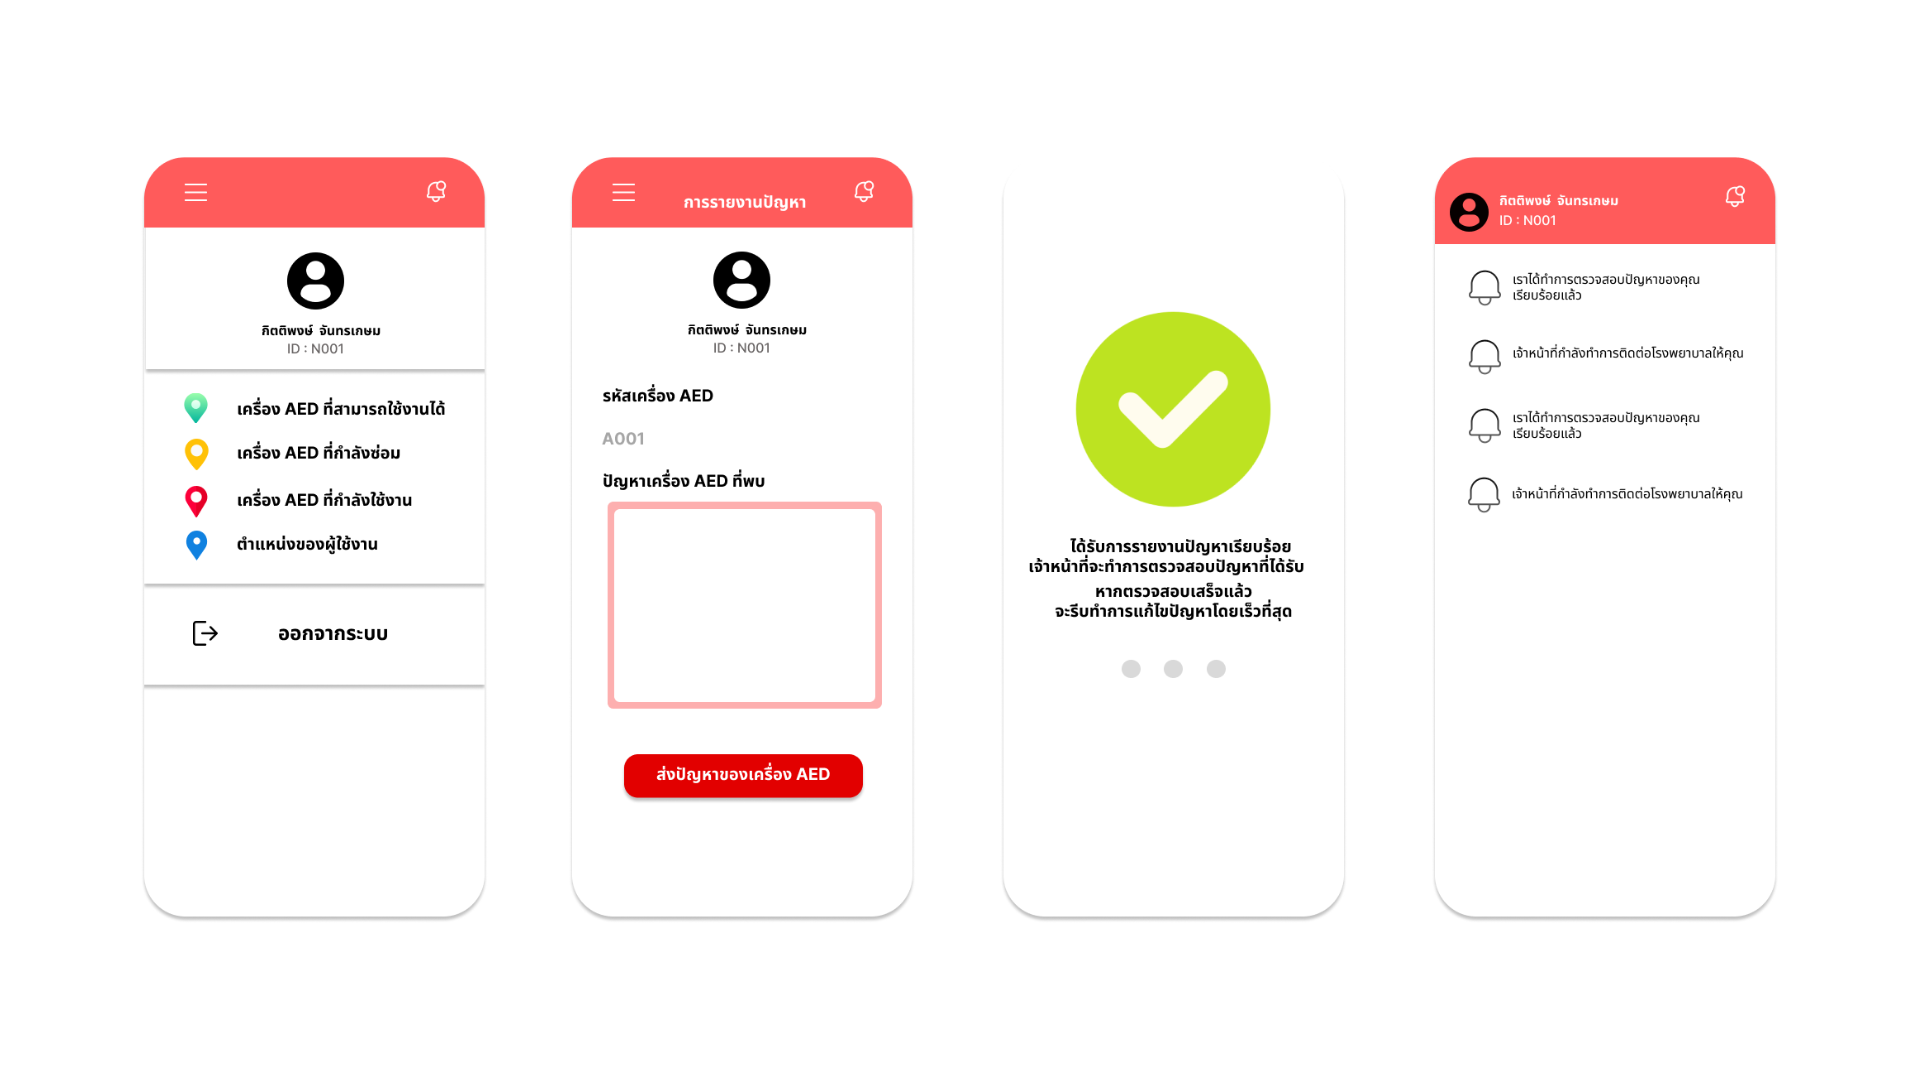 กิตติพงษ์ จันทรเกษม
ID : N001
เครื่อง AED ที่สามารถใช้งานได้
เครื่อง AED ที่กำลังซ่อม
เครื่อง AED ที่กำลังใช้งาน
ตำแหน่งของผู้ใช้งาน
ออกจากระบบ
การรายงานปัญหา
กิตติพงษ์ จันทรเกษม
ID : N001
รหัสเครื่อง AED
A001
ปัญหาเครื่อง AED ที่พบ
ส่งปัญหาของเครื่อง AED
ได้รับการรายงานปัญหาเรียบร้อย
เจ้าหน้าที่จะทำการตรวจสอบปัญหาที่ได้รับ
หากตรวจสอบเสร็จแล้ว
จะรีบทำการแก้ไขปัญหาโดยเร็วที่สุด
กิตติพงษ์ จันทรเกษม
ID : N001
เราได้ทำการตรวจสอบปัญหาของคุณ
เรียบร้อยแล้ว
เจ้าหน้าที่กำลังทำการติดต่อโรงพยาบาลให้คุณ
เราได้ทำการตรวจสอบปัญหาของคุณ
เรียบร้อยแล้ว
เจ้าหน้าที่กำลังทำการติดต่อโรงพยาบาลให้คุณ